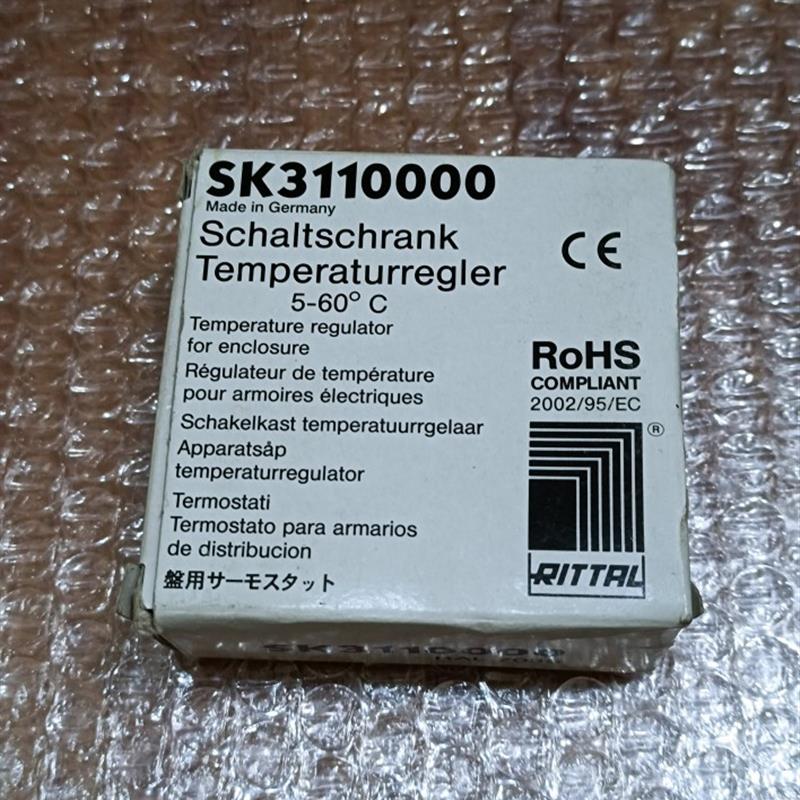 SK3110000
Made in Germany
Schaltschrank
Temperaturregler
5-60° C
Temperature regulator
for enclosure
Régulateur de température
pour armoires électriques
Schakelkast temperatuurrgelaar
Apparatsåp
temperaturregulator
Termostati
Termostato para armarios
de distribucion
盤用サーモスタット
CE
RoHS
COMPLIANT
2002/95/EC
®
RITTAL
SK3110000